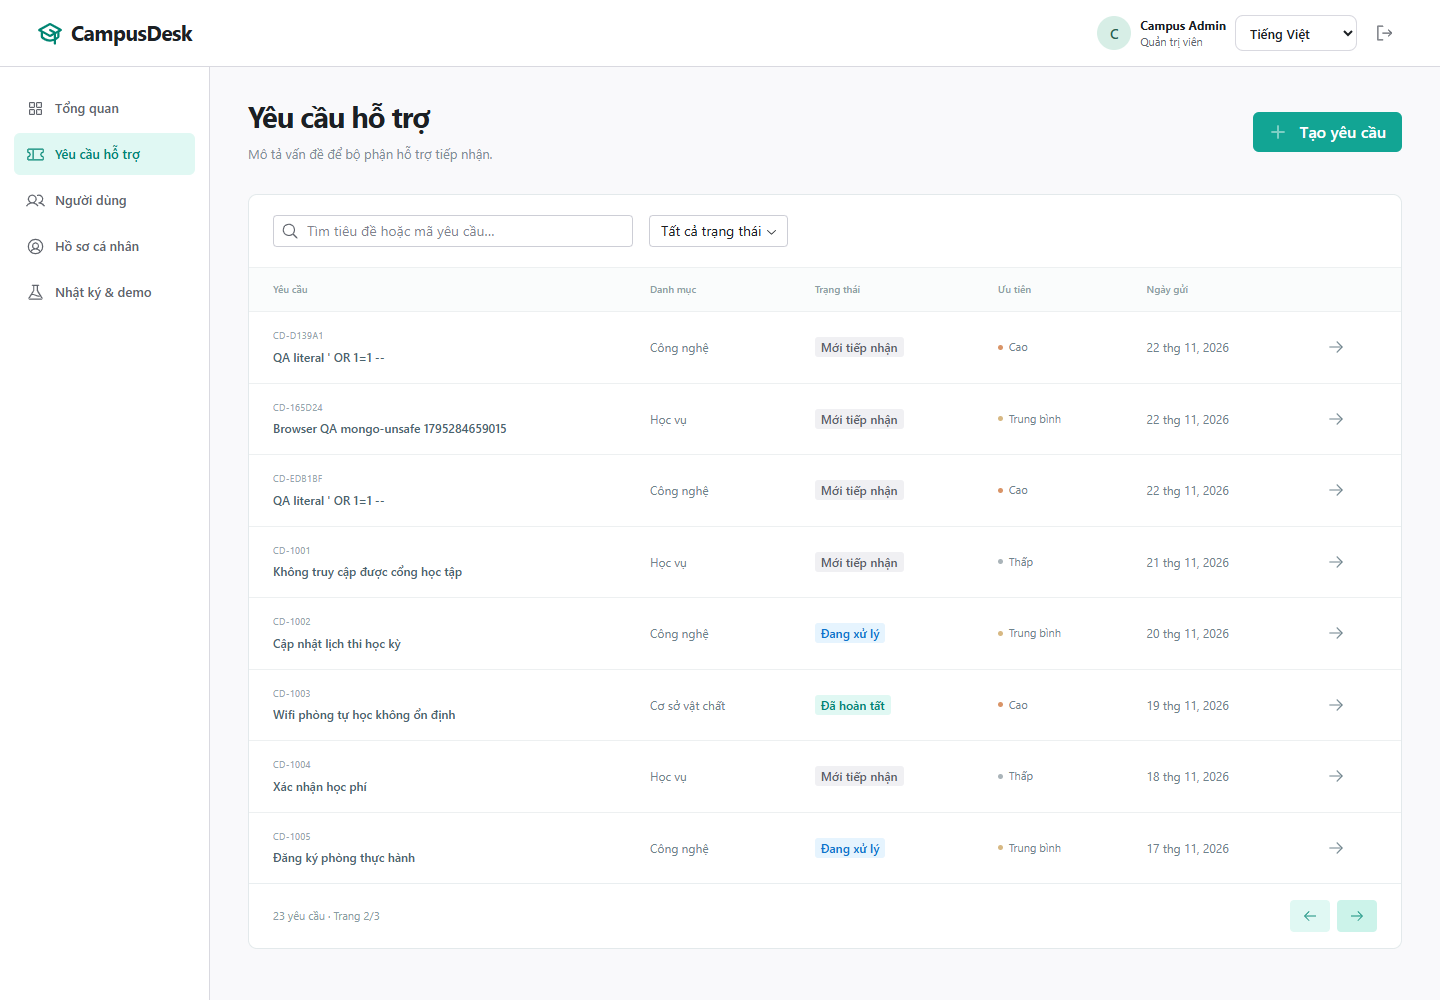 CampusDesk
C
Campus Admin
Quản trị viên
Tiếng Việt
Tổng quan
Yêu cầu hỗ trợ
Người dùng
Hồ sơ cá nhân
Nhật ký & demo
Yêu cầu hỗ trợ
Mô tả vấn đề để bộ phận hỗ trợ tiếp nhận.
Tạo yêu cầu
Tìm tiêu đề hoặc mã yêu cầu...
Tất cả trạng thái
Yêu cầu Danh mục Trạng thái Ưu tiên Ngày gửi
CD-D139A1
QA literal ' OR 1=1 --
Công nghệ Mới tiếp nhận Cao 22 thg 11, 2026
CD-165D24
Browser QA mongo-unsafe 1795284659015
Học vụ Mới tiếp nhận Trung bình 22 thg 11, 2026
CD-EDB1BF
QA literal ' OR 1=1 --
Công nghệ Mới tiếp nhận Cao 22 thg 11, 2026
CD-1001
Không truy cập được cổng học tập
Học vụ Mới tiếp nhận Thấp 21 thg 11, 2026
CD-1002
Cập nhật lịch thi học kỳ
Công nghệ Đang xử lý Trung bình 20 thg 11, 2026
CD-1003
Wifi phòng tự học không ổn định
Cơ sở vật chất Đã hoàn tất Cao 19 thg 11, 2026
CD-1004
Xác nhận học phí
Học vụ Mới tiếp nhận Thấp 18 thg 11, 2026
CD-1005
Đăng ký phòng thực hành
Công nghệ Đang xử lý Trung bình 17 thg 11, 2026
23 yêu cầu · Trang 2/3